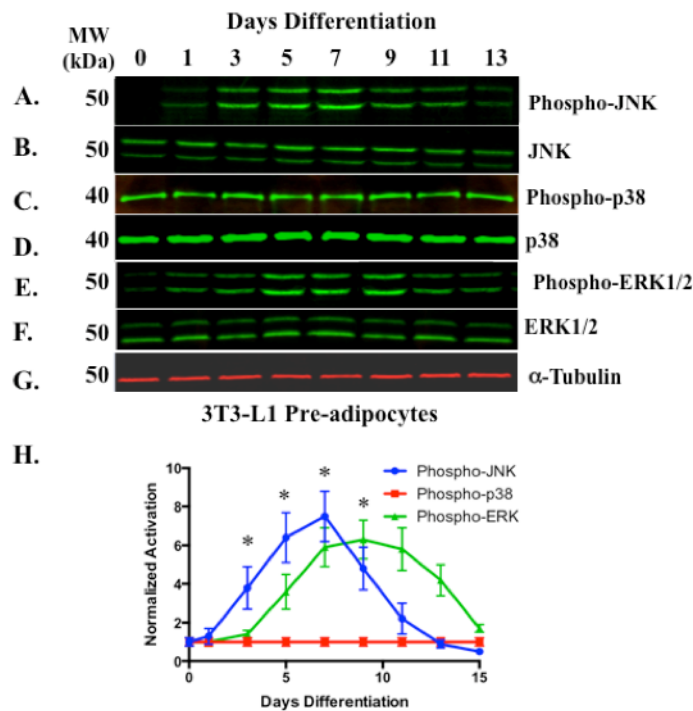 Days Differentiation
MW
(kDa)
0 1 3 5 7 9 11 13
A. 50 Phospho-JNK
B. 50 JNK
C. 40 Phospho-p38
D. 40 p38
E. 50 Phospho-ERK1/2
F. 50 ERK1/2
G. 50 α-Tubulin
3T3-L1 Pre-adipocytes
H.
Normalized Activation
10
8
6
4
2
0
* * * *
Phospho-JNK
Phospho-p38
Phospho-ERK
0 5 10 15
Days Differentiation